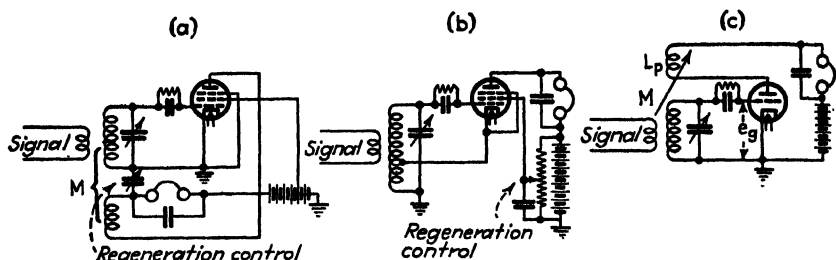 (a)
Signal
M
Regeneration control
(b)
Signal
Regeneration
control
(c)
Lp
M
Signal
eg